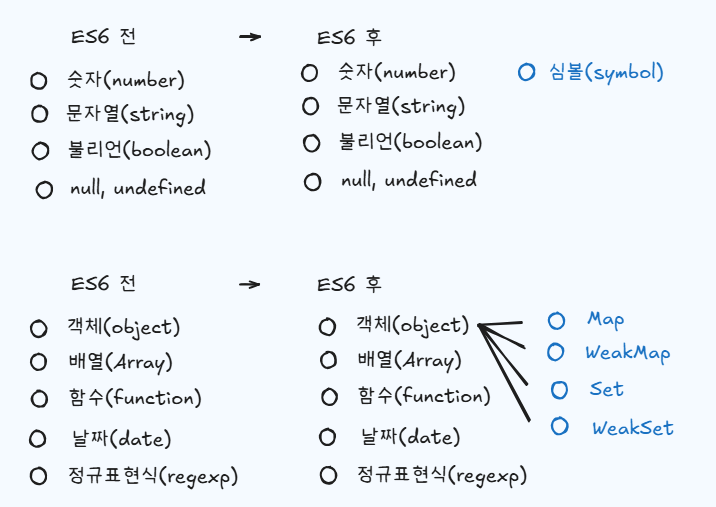 ES6 전 → ES6 후
숫자(number) 숫자(number) 심볼(symbol)
문자열(string) 문자열(string)
불리언(boolean) 불리언(boolean)
null, undefined null, undefined
ES6 전 → ES6 후
객체(object) 객체(object) Map
배열(Array) 배열(Array) WeakMap
함수(function) 함수(function) Set
날짜(date) 날짜(date) WeakSet
정규표현식(regexp) 정규표현식(regexp)